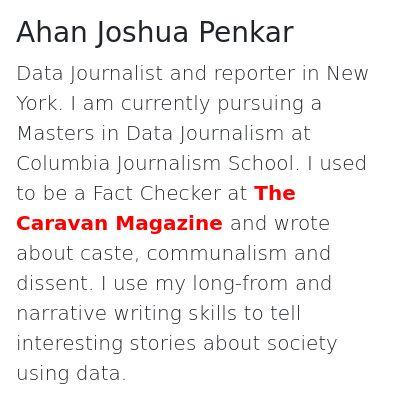 Ahan Joshua Penkar
Data Journalist and reporter in New
York. I am currently pursuing a
Masters in Data Journalism at
Columbia Journalism School. I used
to be a Fact Checker at The
Caravan Magazine and wrote
about caste, communalism and
dissent. I use my long-from and
narrative writing skills to tell
interesting stories about society
using data.